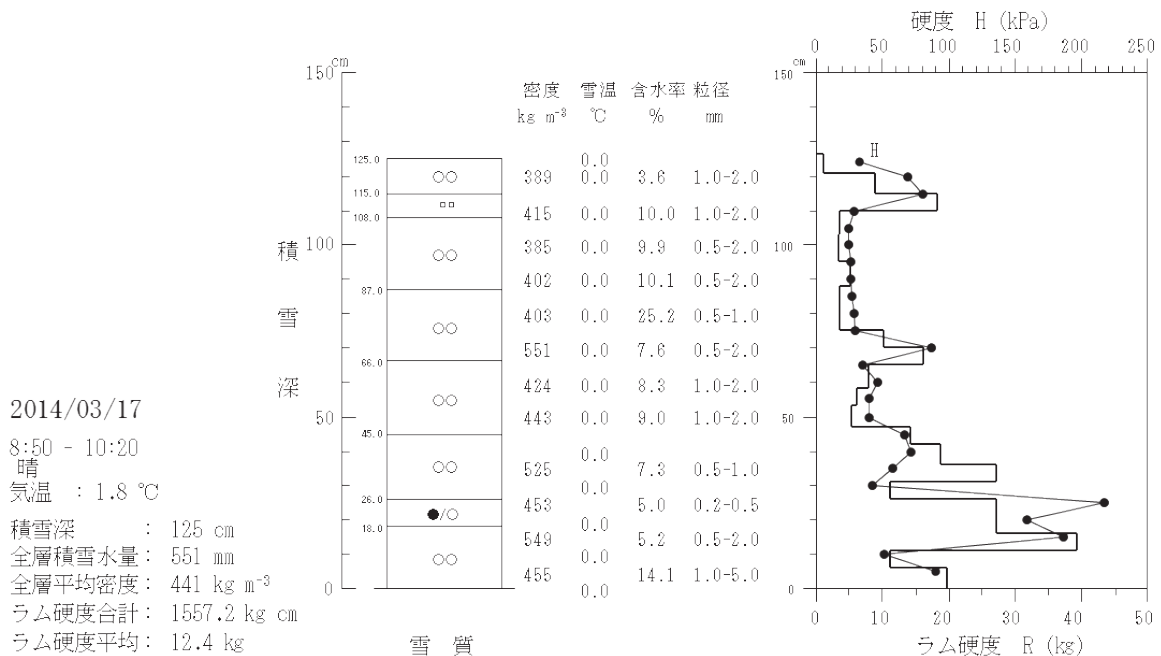 硬度 H (kPa)
0 50 100 150 200 250
cm
150
密度 雪温 含水率 粒径
kg m⁻³ ℃ % mm
cm
150
H
125.0
0.0
389 0.0 3.6 1.0-2.0
115.0
415 0.0 10.0 1.0-2.0
108.0
100
385 0.0 9.9 0.5-2.0
100
402 0.0 10.1 0.5-2.0
87.0
403 0.0 25.2 0.5-1.0
551 0.0 7.6 0.5-2.0
66.0
424 0.0 8.3 1.0-2.0
443 0.0 9.0 1.0-2.0
50
50
45.0
0.0
525 7.3 0.5-1.0
0.0
26.0
453 5.0 0.2-0.5
18.0
0.0
549 5.2 0.5-2.0
0.0
455 14.1 1.0-5.0
0
0.0
0
積雪深
雪質
0 10 20 30 40 50
ラム硬度 R (kg)
2014/03/17
8:50 - 10:20
晴
気温 : 1.8 ℃
積雪深 : 125 cm
全層積雪水量 : 551 mm
全層平均密度 : 441 kg m⁻³
ラム硬度合計 : 1557.2 kg cm
ラム硬度平均 : 12.4 kg